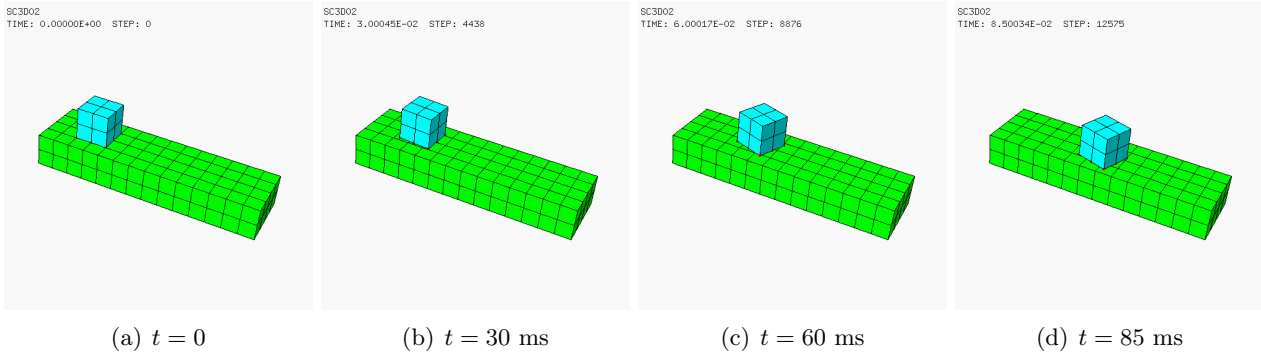 SC3D02
TIME: 0.00000E+00 STEP: 0
SC3D02
TIME: 3.00045E-02 STEP: 4438
SC3D02
TIME: 6.00017E-02 STEP: 8876
SC3D02
TIME: 8.50034E-02 STEP: 12575
(a) t = 0
(b) t = 30 ms
(c) t = 60 ms
(d) t = 85 ms